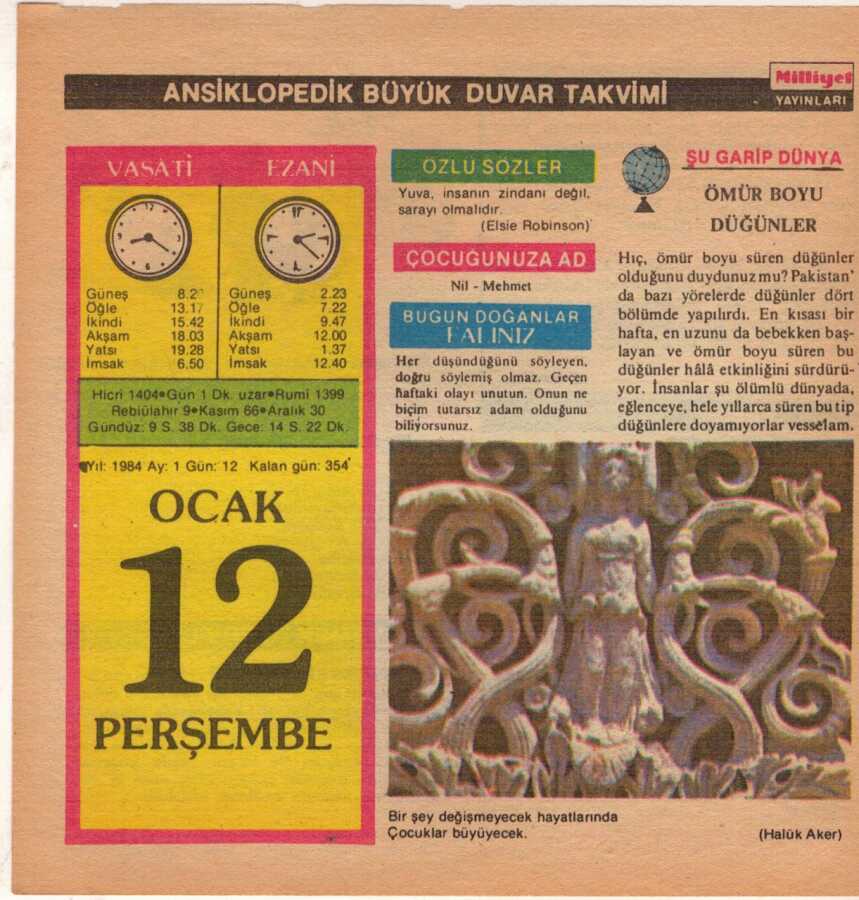 ANSİKLOPEDİK BÜYÜK DUVAR TAKVİMİ
Milliyet
YAYINLARI
VASATİ
EZANİ
Güneş
Öğle 13.17
İkindi 15.42
Akşam 18.03
Yatsı 19.28
İmsak 6.50
Güneş 2.23
Öğle 7.22
İkindi 9.47
Akşam 12.00
Yatsı 1.37
İmsak 12.40
Hicri 1404•Gün 1 Dk. uzar•Rumi 1399
Rebiülahır 9•Kasım 66•Aralık 30
Gündüz: 9 S. 38 Dk. Gece: 14 S. 22 Dk.
Yıl: 1984 Ay: 1 Gün: 12 Kalan gün: 354
OCAK
12
PERŞEMBE
ÖZLÜ SÖZLER
Yuva, insanın zindanı değil,
sarayı olmalıdır.
(Elsie Robinson)
ÇOCUĞUNUZA AD
Nil - Mehmet
BUGÜN DOĞANLAR
FALINIZ
Her düşündüğünü söyleyen,
doğru söylemiş olmaz. Geçen
haftaki olayı unutun. Onun ne
biçim tutarsız adam olduğunu
biliyorsunuz.
ŞU GARİP DÜNYA
ÖMÜR BOYU
DÜĞÜNLER
Hiç, ömür boyu süren düğünler
olduğunu duydunuz mu? Pakistan'
da bazı yörelerde düğünler dört
bölümde yapılırdı. En kısası bir
hafta, en uzunu da bebekken baş-
layan ve ömür boyu süren bu
düğünler hâlâ etkinliğini sürdürü-
yor. İnsanlar şu ölümlü dünyada,
eğlenceye, hele yıllarca süren bu tip
düğünlere doyamıyorlar vesselam.
Bir şey değişmeyecek hayatlarında
Çocuklar büyüyecek.
(Halûk Aker)